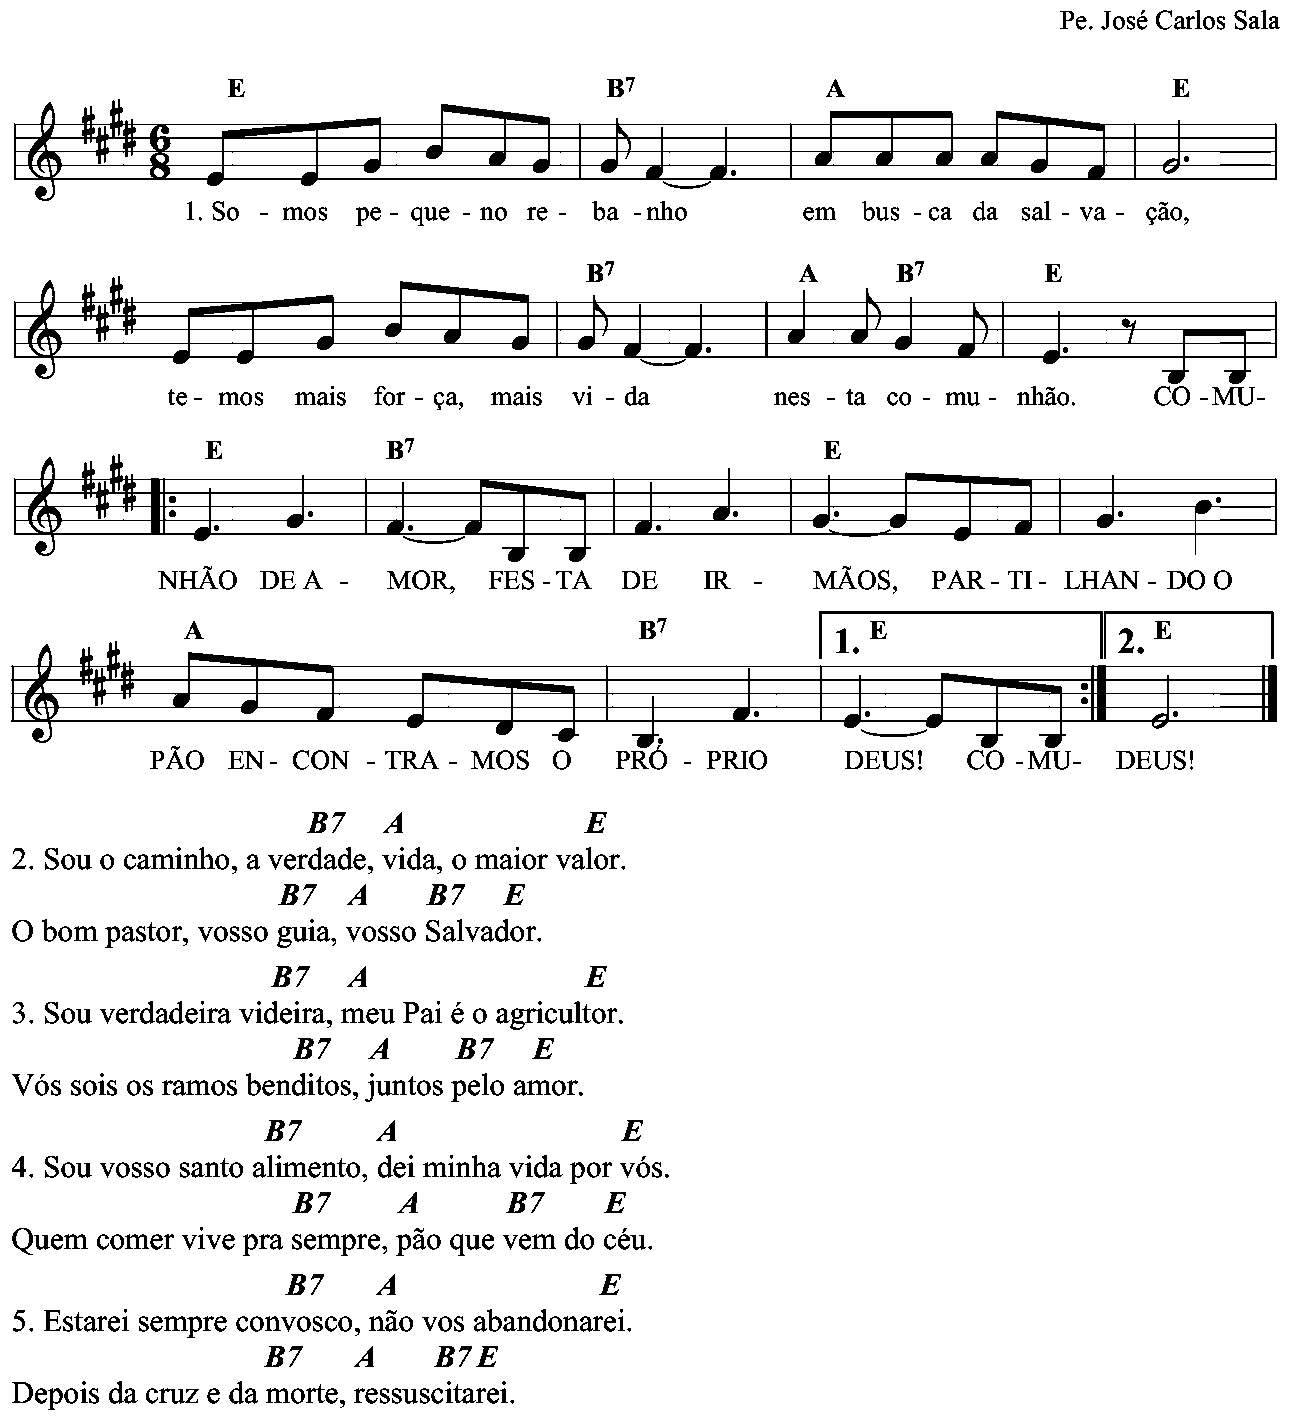 Pe. José Carlos Sala
E B7 A E
6
8
1. So - mos pe - que - no re - ba - nho em bus - ca da sal - va - ção,
B7 A B7 E
te - mos mais for - ça, mais vi - da nes - ta co - mu - nhão. CO - MU-
E B7 E
NHÃO DE A - MOR, FES - TA DE IR - MÃOS, PAR - TI - LHAN - DO O
A B7 1. E 2. E
PÃO EN - CON - TRA - MOS O PRÓ - PRIO DEUS! CO - MU- DEUS!
B7 A E
2. Sou o caminho, a verdade, vida, o maior valor.
B7 A B7 E
O bom pastor, vosso guia, vosso Salvador.
B7 A E
3. Sou verdadeira videira, meu Pai é o agricultor.
B7 A B7 E
Vós sois os ramos benditos, juntos pelo amor.
B7 A E
4. Sou vosso santo alimento, dei minha vida por vós.
B7 A B7 E
Quem comer vive pra sempre, pão que vem do céu.
B7 A E
5. Estarei sempre convosco, não vos abandonarei.
B7 A B7 E
Depois da cruz e da morte, ressuscitarei.